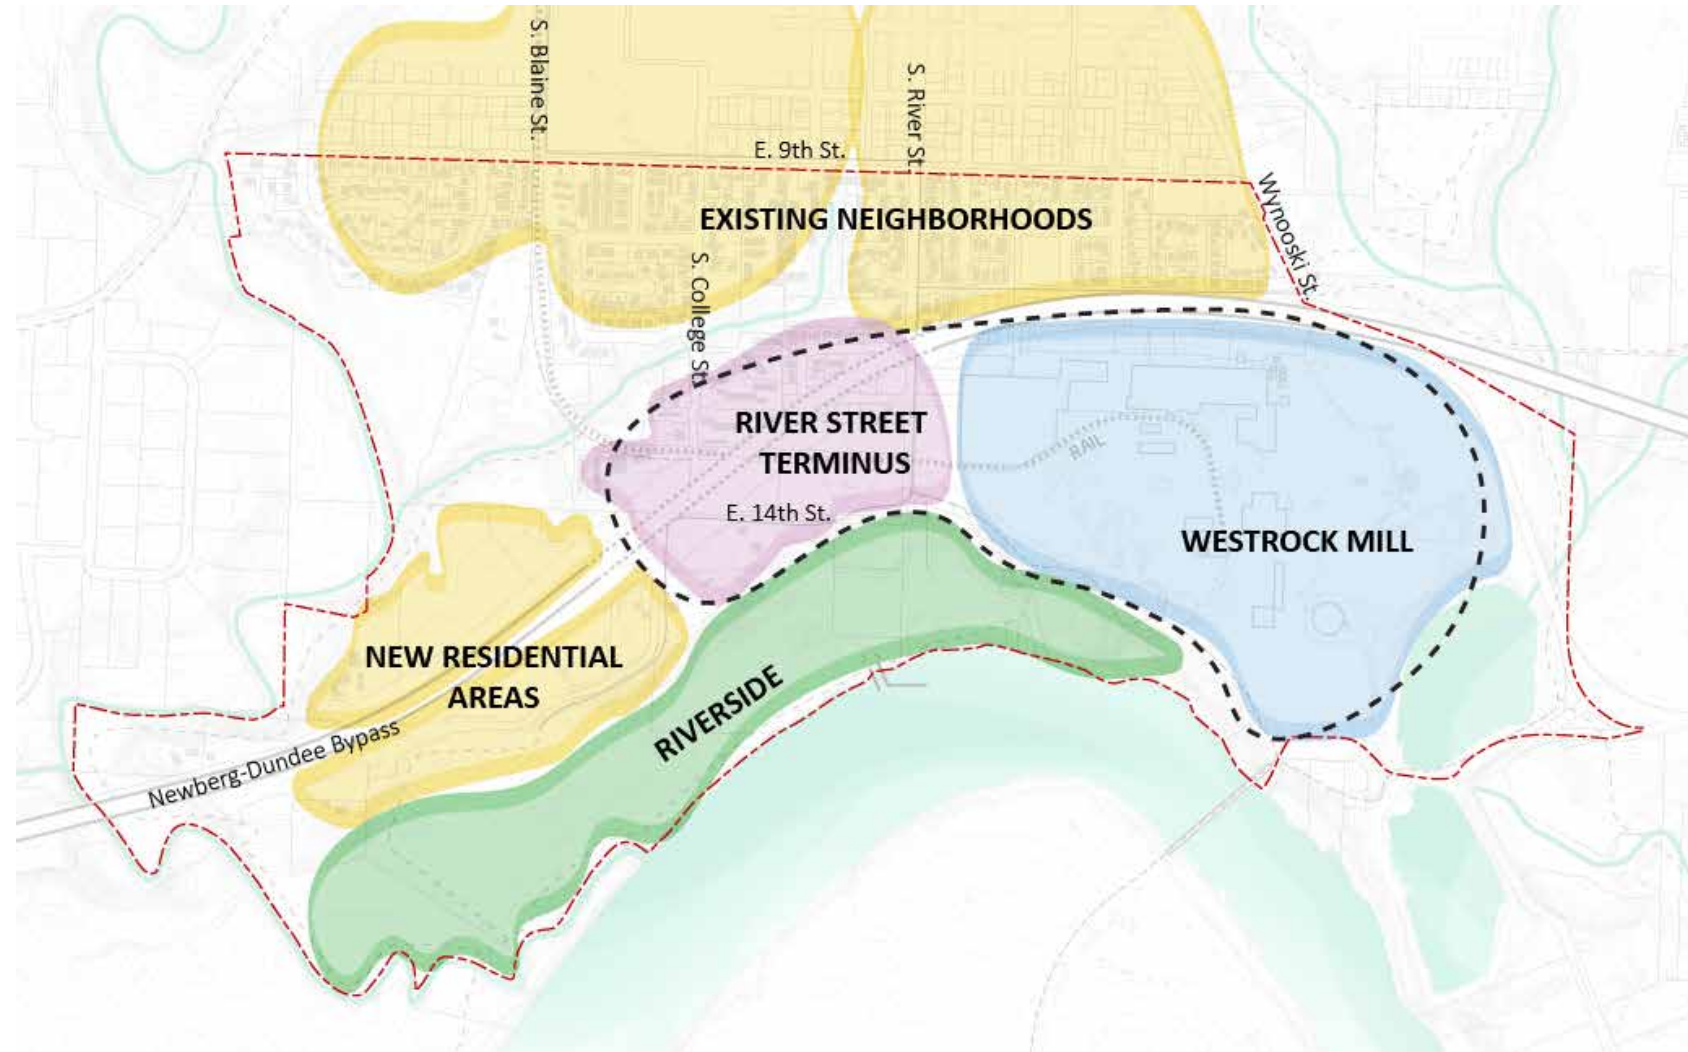 S. Blaine St.
S. River St.
E. 9th St.
Wynooski St.
EXISTING NEIGHBORHOODS
S. College St.
RIVER STREET
TERMINUS
RAIL
E. 14th St.
WESTROCK MILL
NEW RESIDENTIAL
AREAS
RIVERSIDE
Newberg-Dundee Bypass